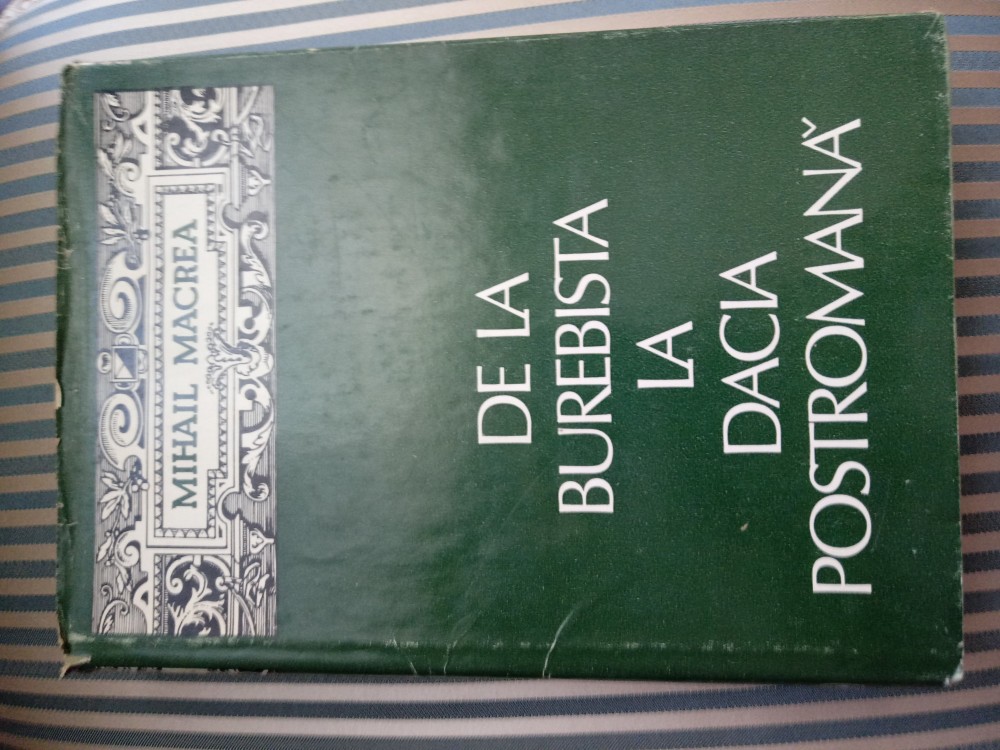 MIHAIL MACREA
DE LA
BUREBISTA
LA
DACIA
POSTROMANĂ